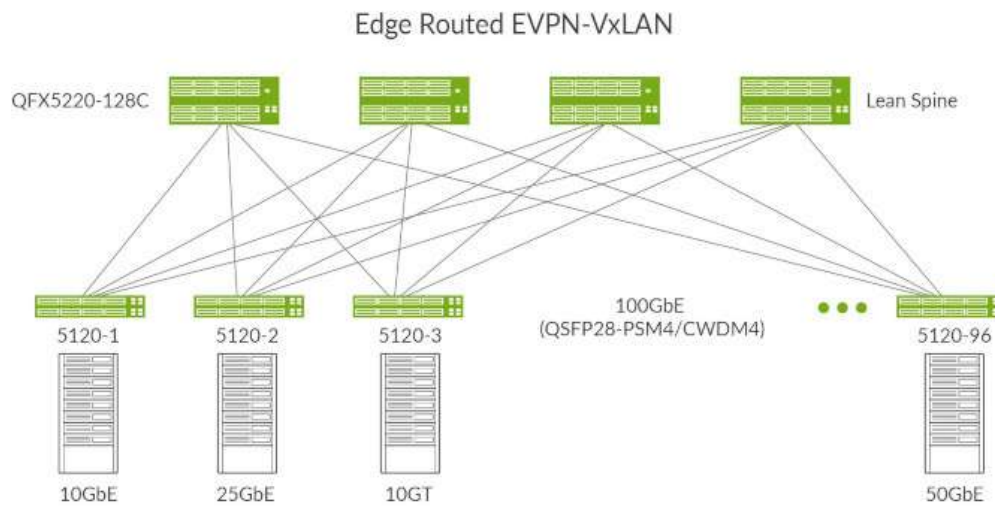 Edge Routed EVPN-VxLAN
QFX5220-128C
Lean Spine
100GbE
(QSFP28-PSM4/CWDM4)
5120-1
5120-2
5120-3
5120-96
10GbE
25GbE
10GT
50GbE